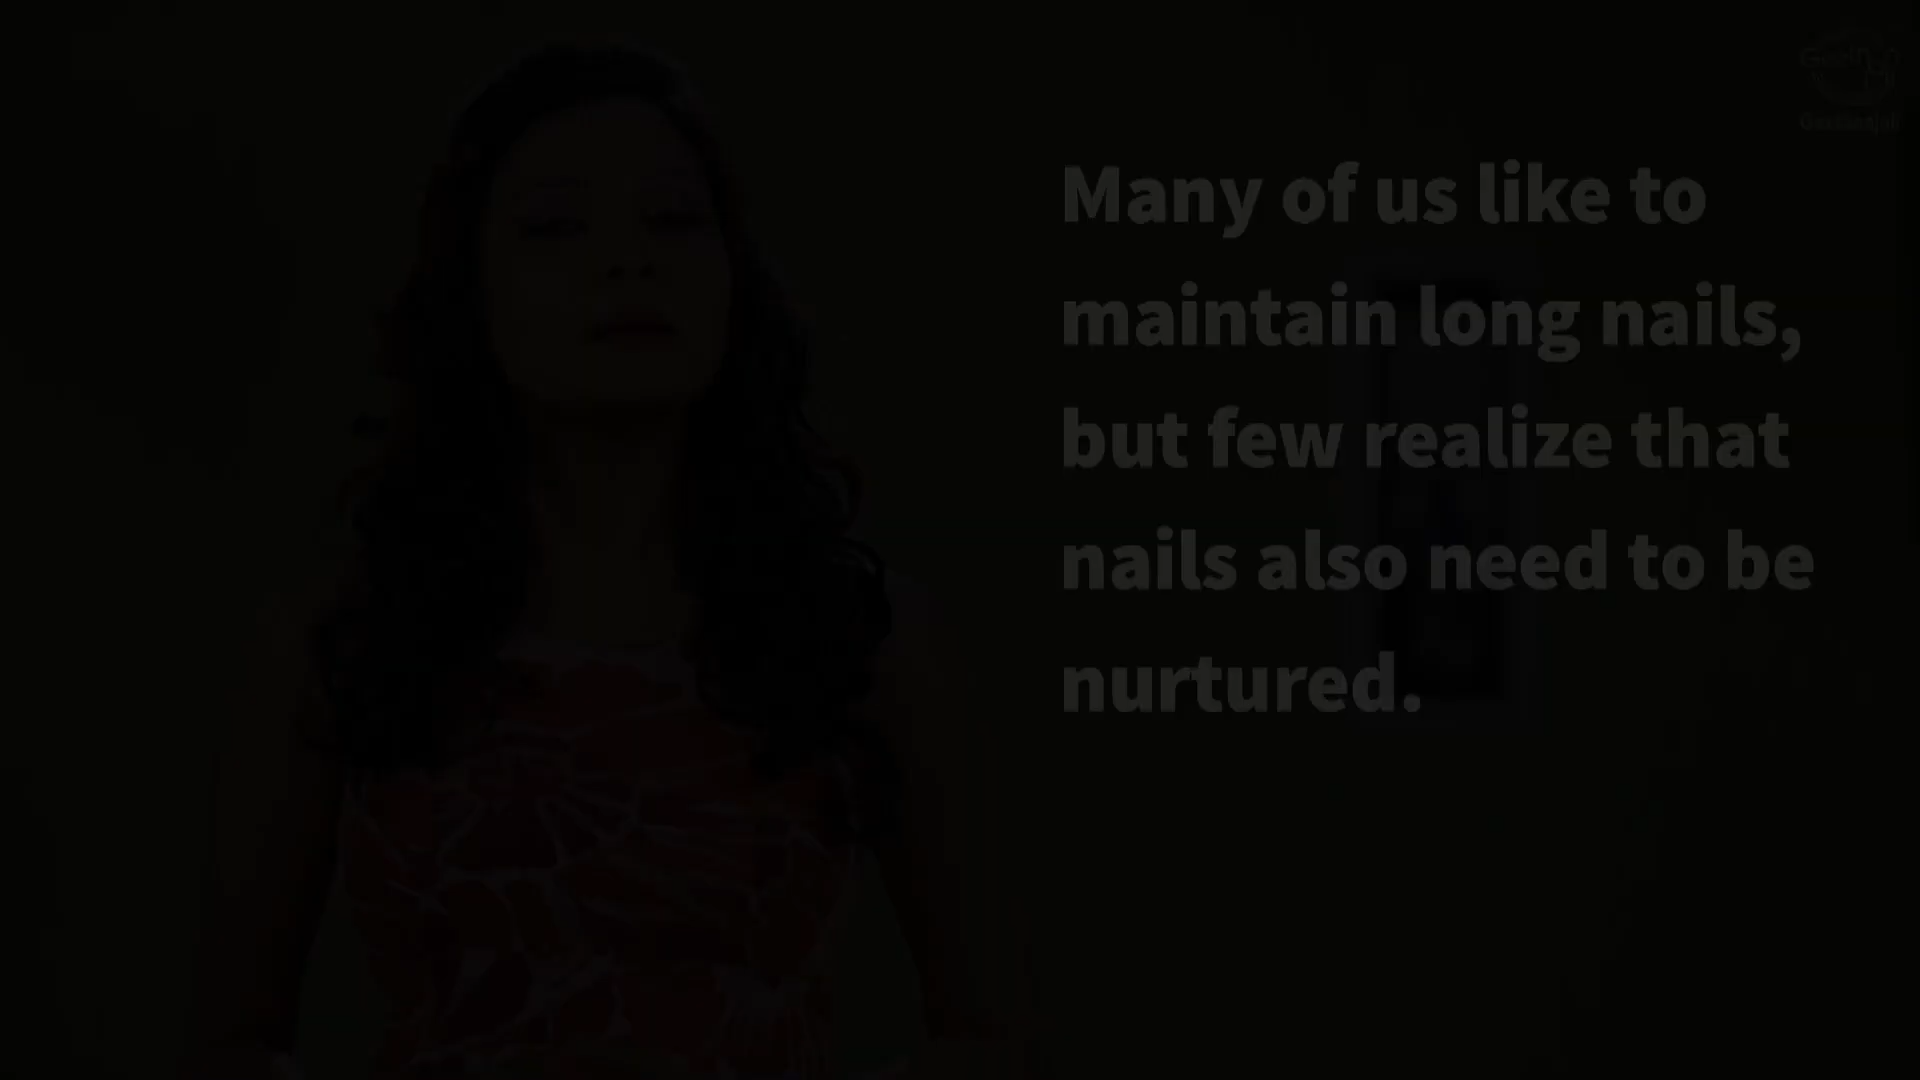 Many of us like to
maintain long nails,
but few realize that
nails also need to be
nurtured.